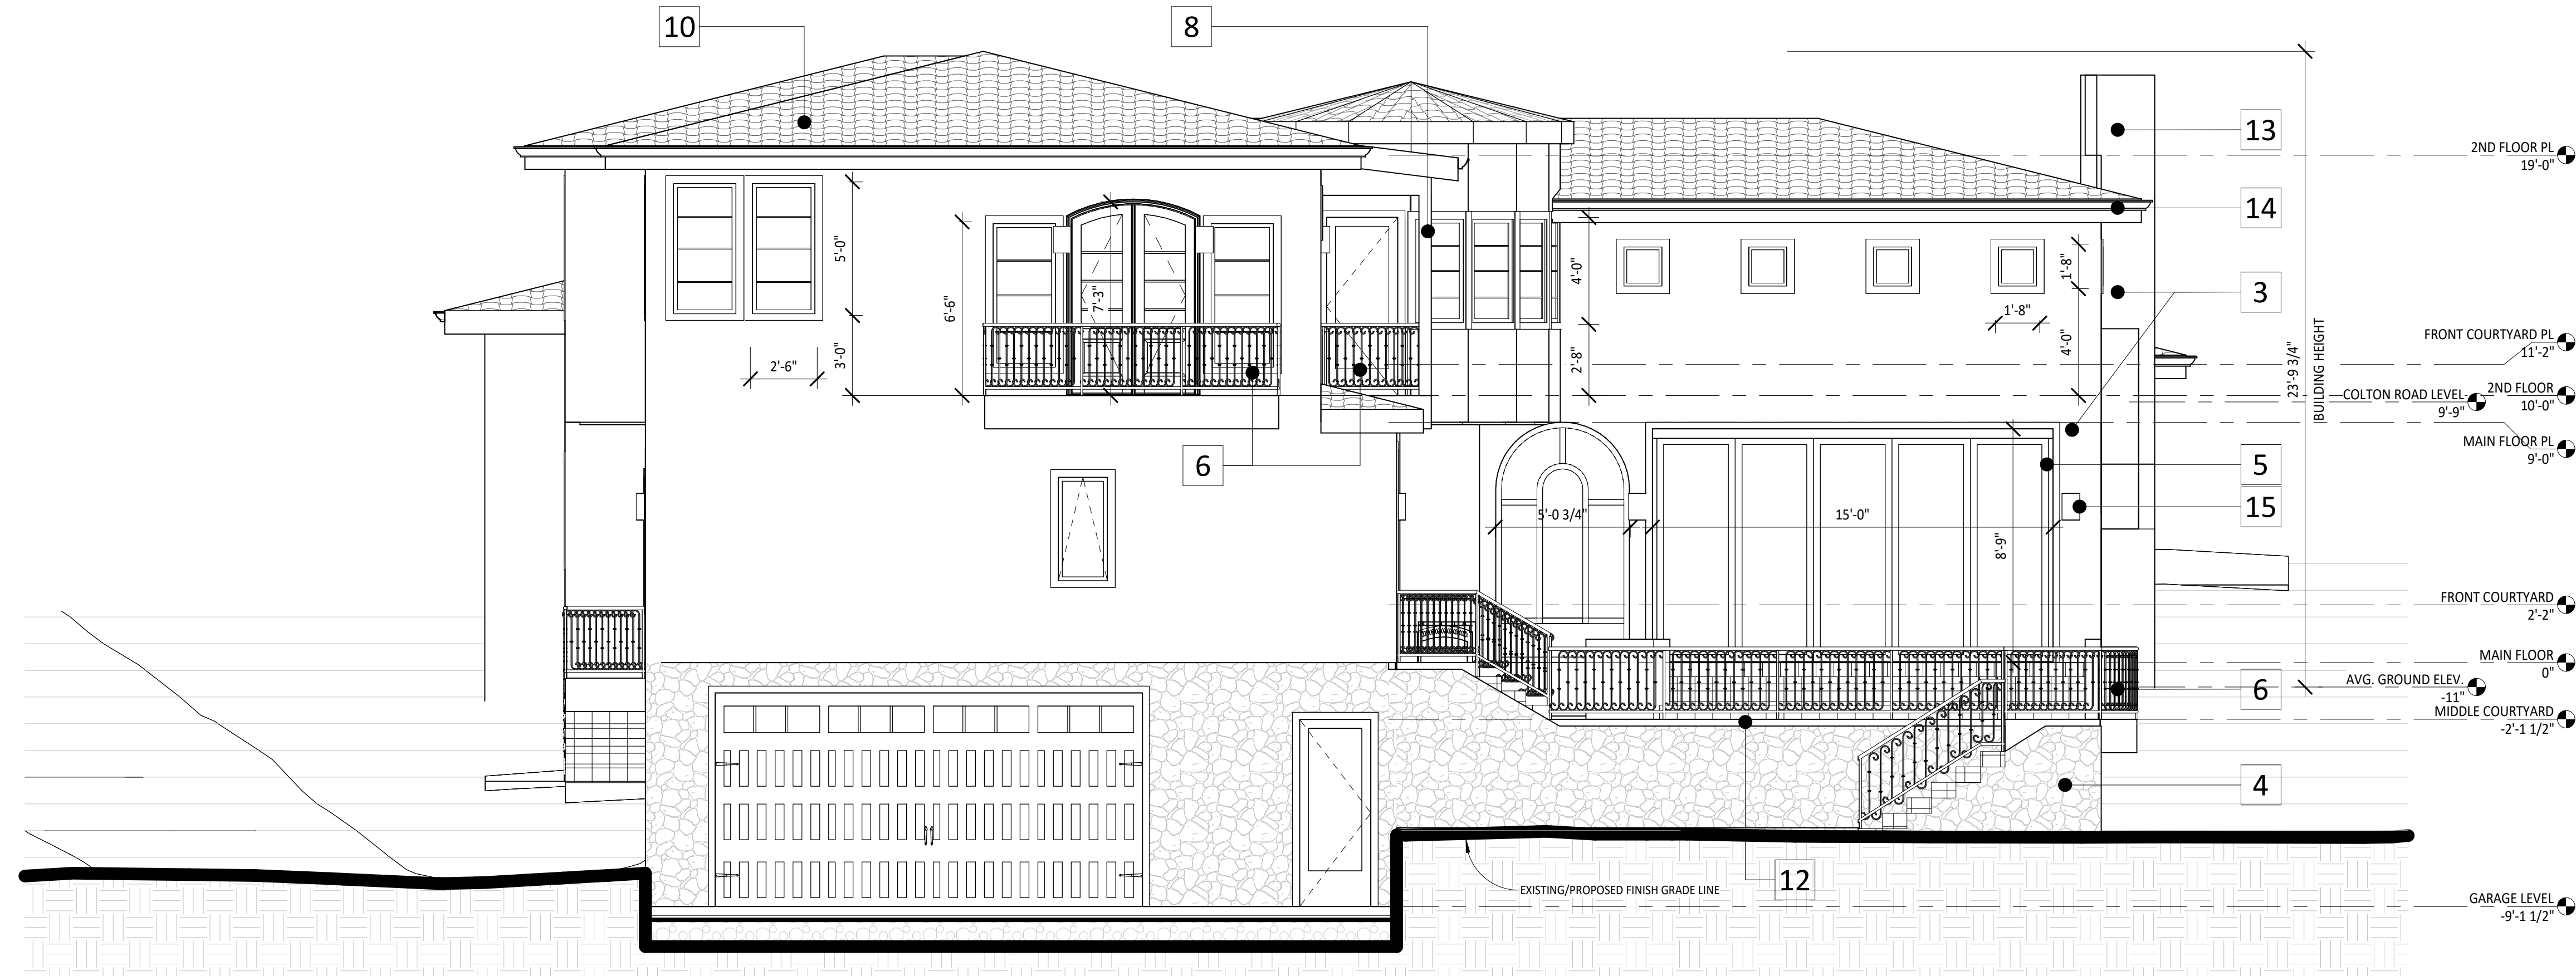 10
8
13
2ND FLOOR PL
19'-0"
14
5'-0"
3'-0"
2'-6"
6'-6"
7'-3"
4'-0"
2'-8"
1'-8"
1'-8"
4'-0"
3
23'-9 3/4"
BUILDING HEIGHT
FRONT COURTYARD PL
11'-2"
COLTON ROAD LEVEL
9'-9"
2ND FLOOR
10'-0"
MAIN FLOOR PL
9'-0"
6
5
15
5'-0 3/4"
15'-0"
8'-9"
FRONT COURTYARD
2'-2"
MAIN FLOOR
0"
AVG. GROUND ELEV.
-11"
6
MIDDLE COURTYARD
-2'-1 1/2"
4
12
EXISTING/PROPOSED FINISH GRADE LINE
GARAGE LEVEL
-9'-1 1/2"